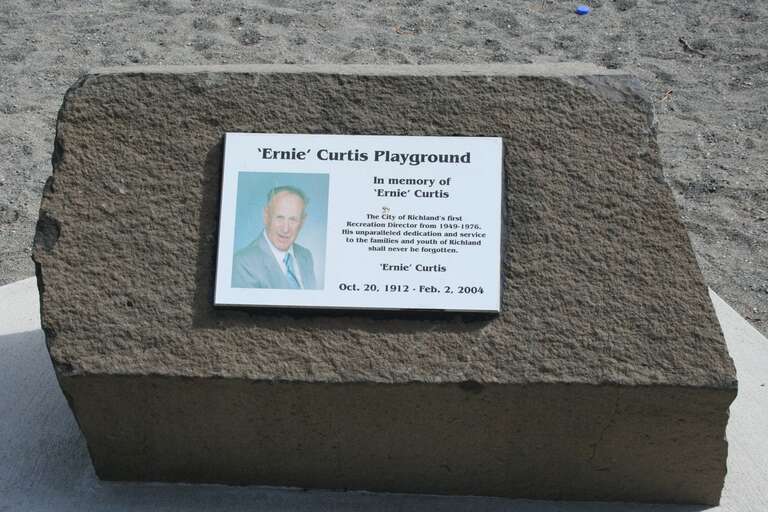 'Ernie' Curtis Playground
In memory of
'Ernie' Curtis
The City of Richland's first
Recreation Director from 1949-1976.
His unparalleled dedication and service
to the families and youth of Richland
shall never be forgotten.
'Ernie' Curtis
Oct. 20, 1912 - Feb. 2, 2004